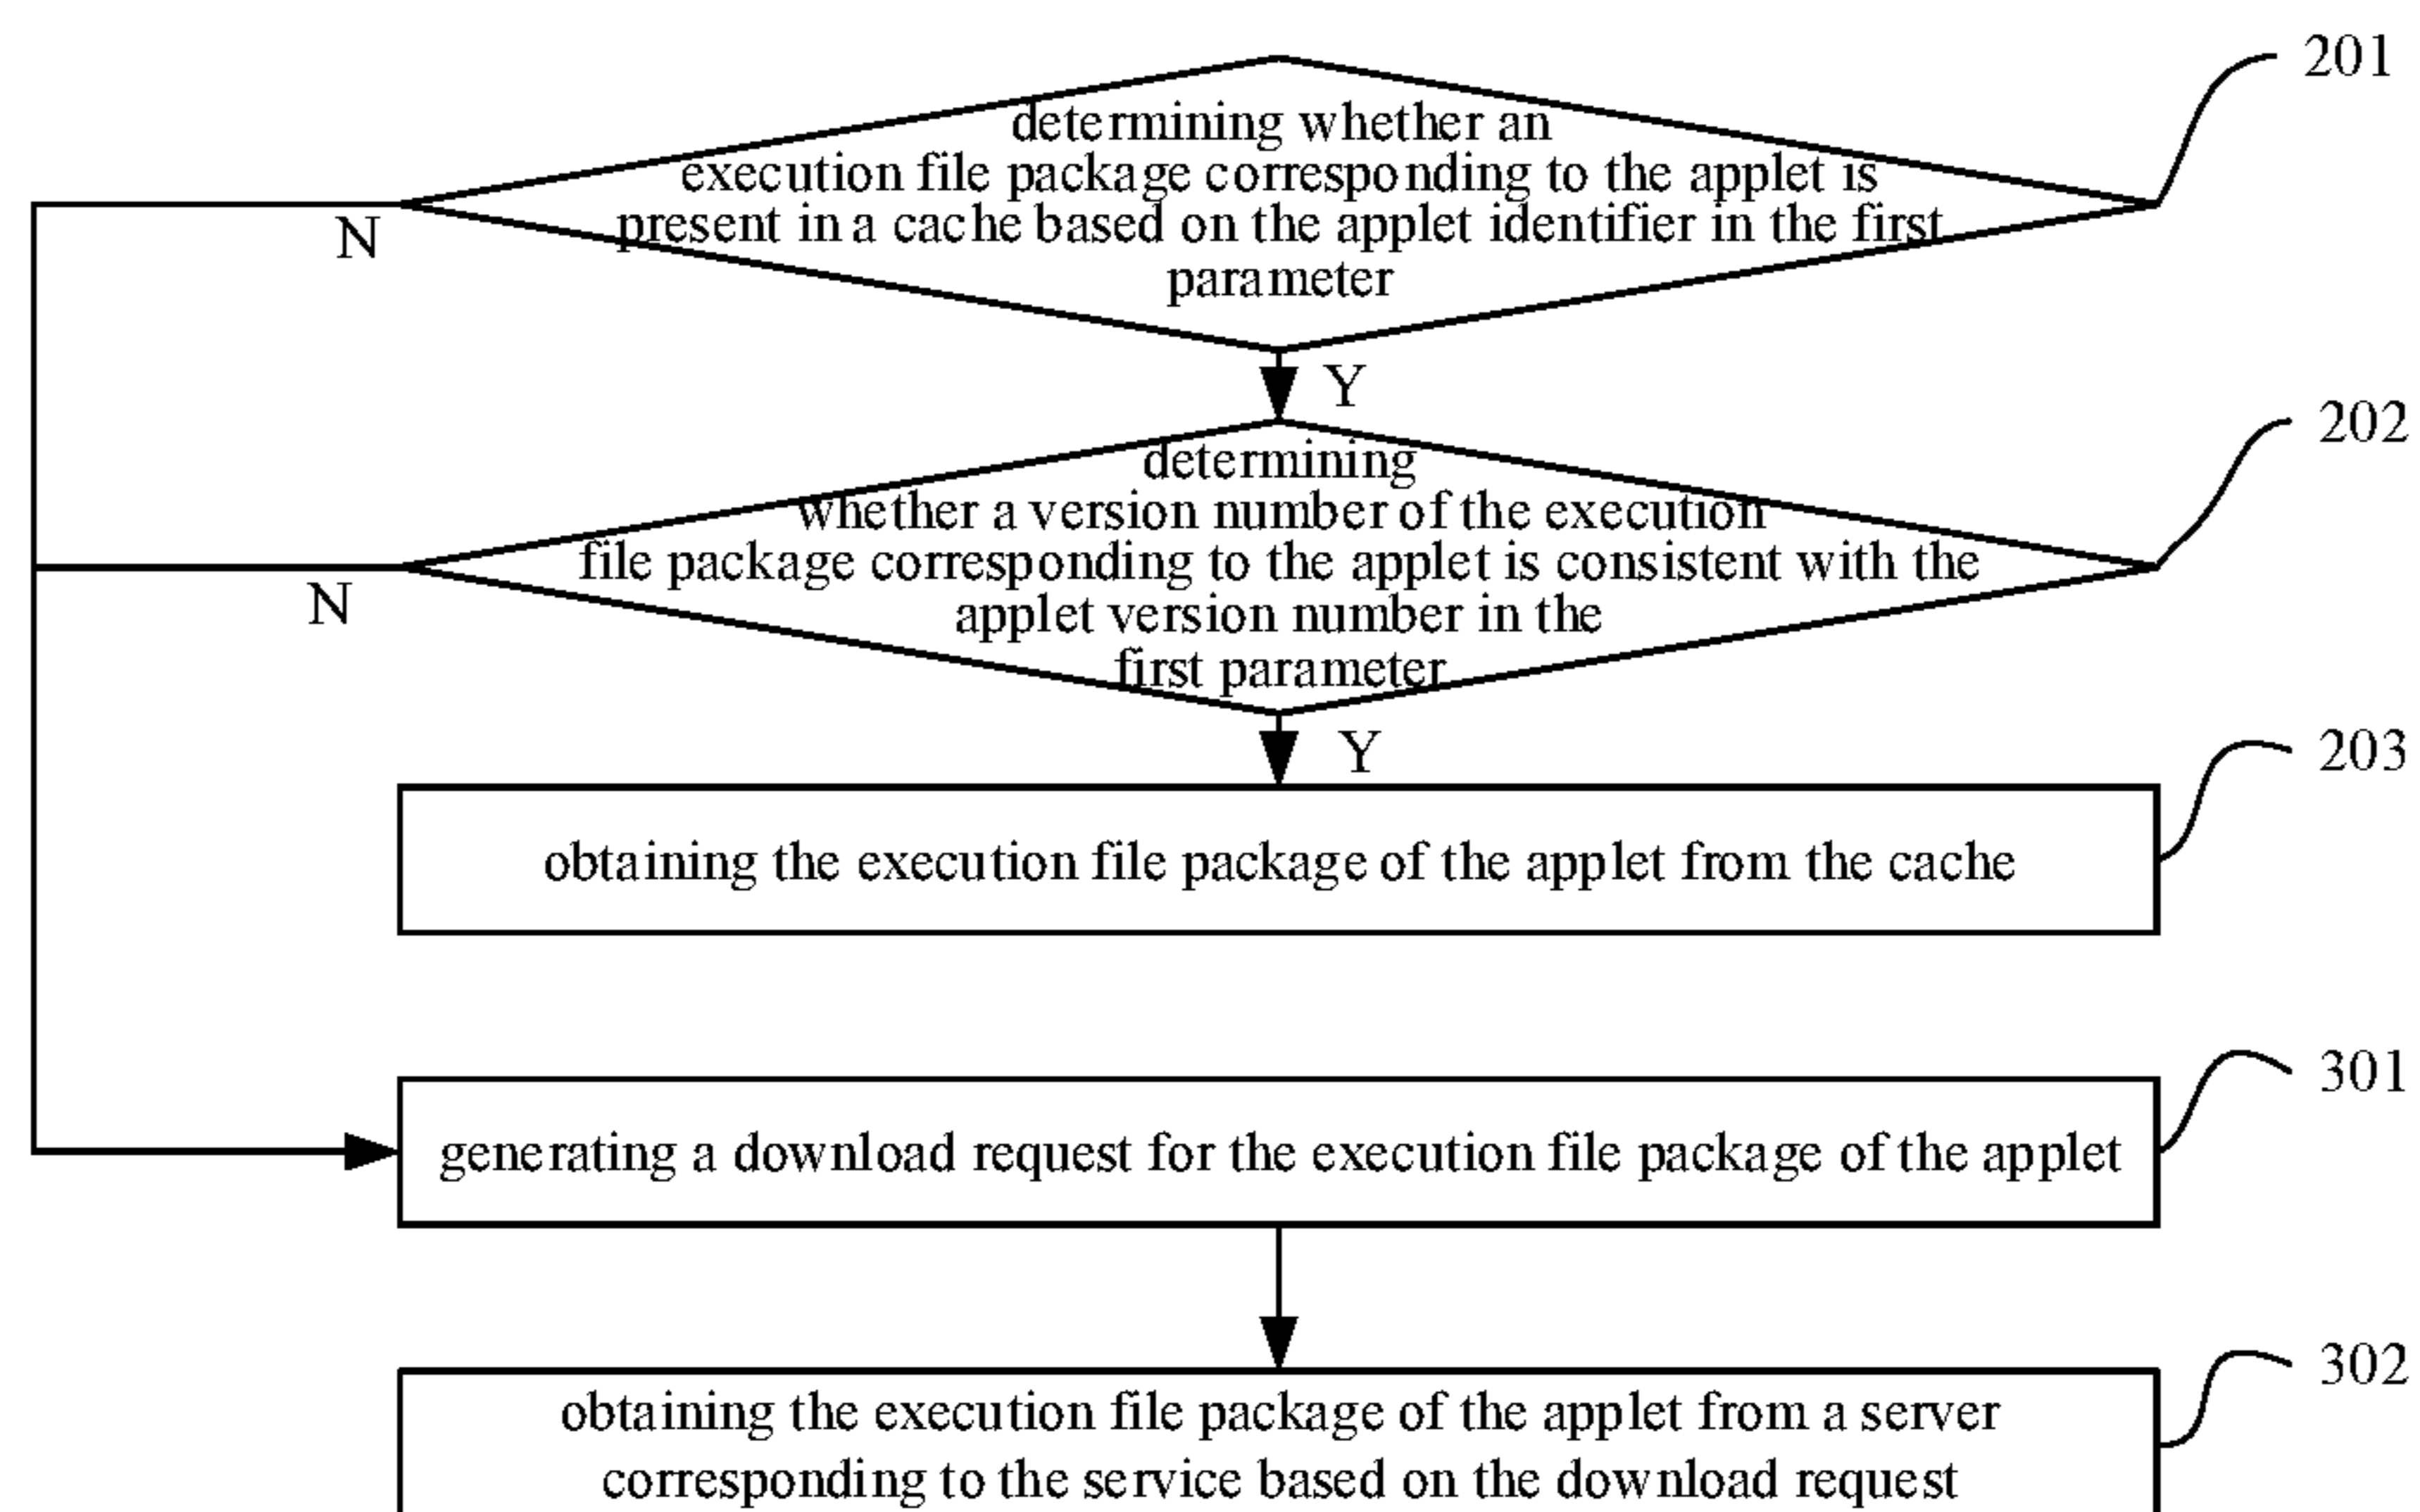 201
determining whether an
execution file package corresponding to the applet is
present in a cache based on the applet identifier in the first
parameter
N
Y
202
determining
whether a version number of the execution
file package corresponding to the applet is consistent with the
applet version number in the
first parameter
N
Y
203
obtaining the execution file package of the applet from the cache
301
generating a download request for the execution file package of the applet
302
obtaining the execution file package of the applet from a server
corresponding to the service based on the download request